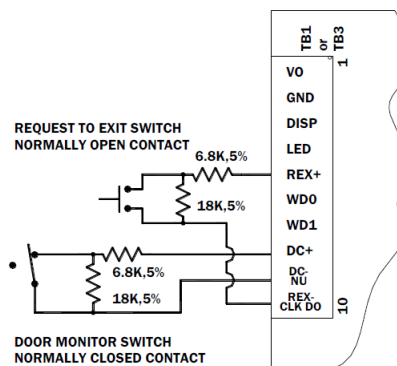 TB1
or
TB3
1
VO
GND
DISP
LED
REX+
WD0
WD1
DC+
DC-
NU
REX-
CLK DO
10
REQUEST TO EXIT SWITCH
NORMALLY OPEN CONTACT
6.8K,5%
18K,5%
6.8K,5%
18K,5%
DOOR MONITOR SWITCH
NORMALLY CLOSED CONTACT